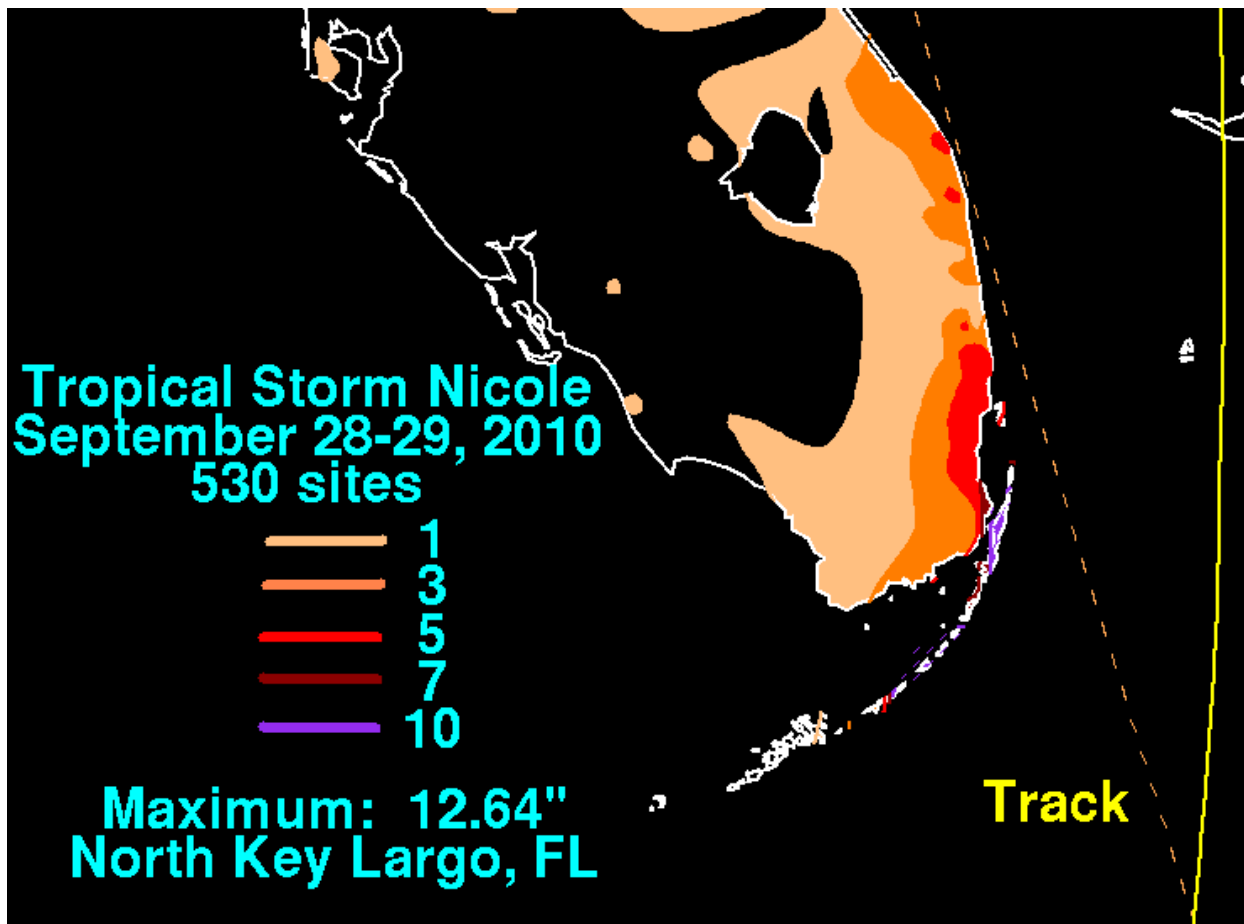 Tropical Storm Nicole
September 28-29, 2010
530 sites
1
3
5
7
10
Maximum: 12.64"
North Key Largo, FL
Track